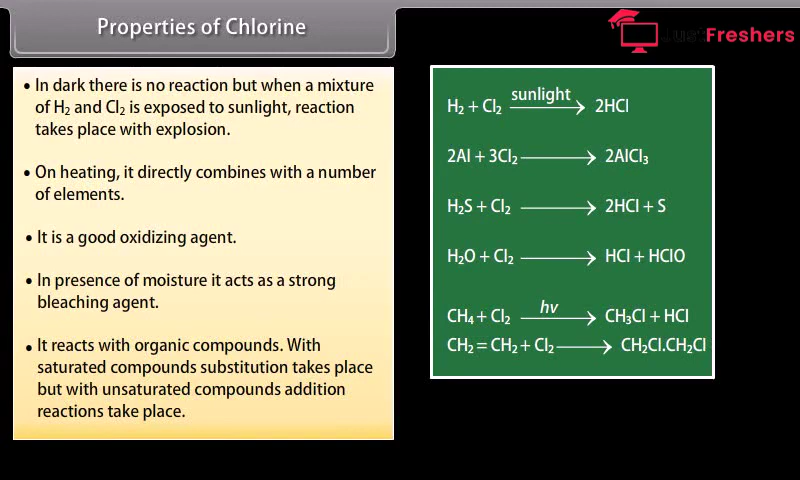 Properties of Chlorine
Just Freshers
• In dark there is no reaction but when a mixture
of H₂ and Cl₂ is exposed to sunlight, reaction
takes place with explosion.
• On heating, it directly combines with a number
of elements.
• It is a good oxidizing agent.
• In presence of moisture it acts as a strong
bleaching agent.
• It reacts with organic compounds. With
saturated compounds substitution takes place
but with unsaturated compounds addition
reactions take place.
sunlight
H₂ + Cl₂ ⟶ 2HCl
2Al + 3Cl₂ ⟶ 2AlCl₃
H₂S + Cl₂ ⟶ 2HCl + S
H₂O + Cl₂ ⟶ HCl + HClO
hv
CH₄ + Cl₂ ⟶ CH₃Cl + HCl
CH₂ = CH₂ + Cl₂ ⟶ CH₂Cl.CH₂Cl